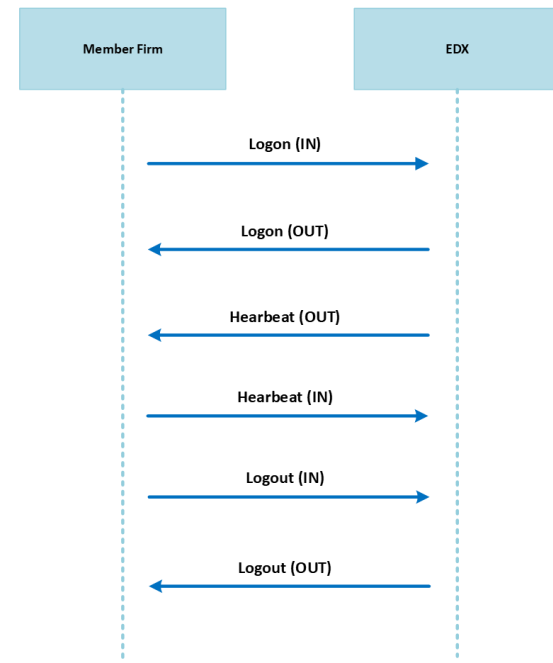 Member Firm
EDX
Logon (IN)
Logon (OUT)
Hearbeat (OUT)
Hearbeat (IN)
Logout (IN)
Logout (OUT)